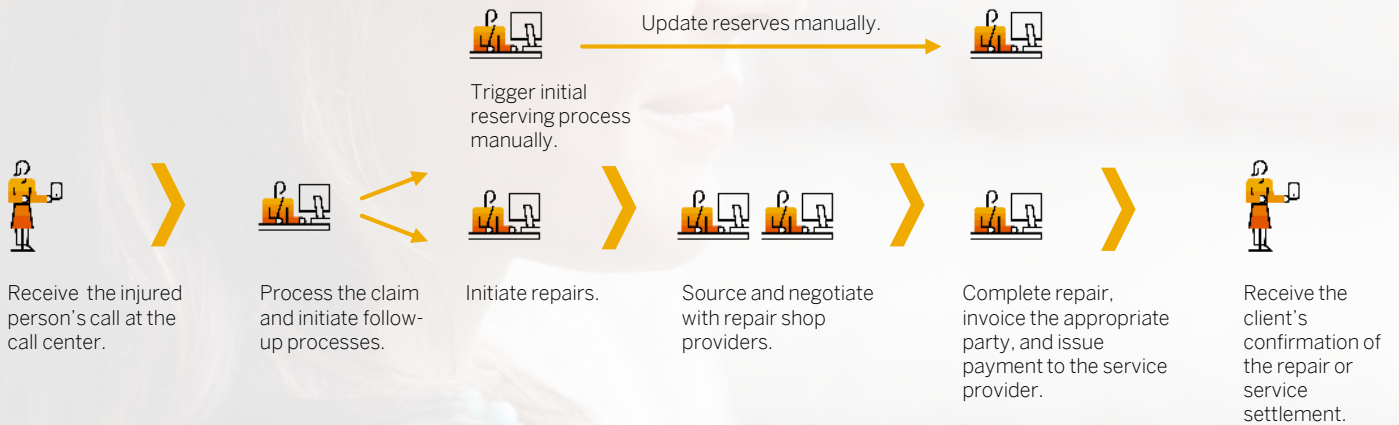 Update reserves manually.
Trigger initial
reserving process
manually.
Receive the injured
person's call at the
call center.
Process the claim
and initiate follow-
up processes.
Initiate repairs.
Source and negotiate
with repair shop
providers.
Complete repair,
invoice the appropriate
party, and issue
payment to the service
provider.
Receive the
client's
confirmation of
the repair or
service
settlement.